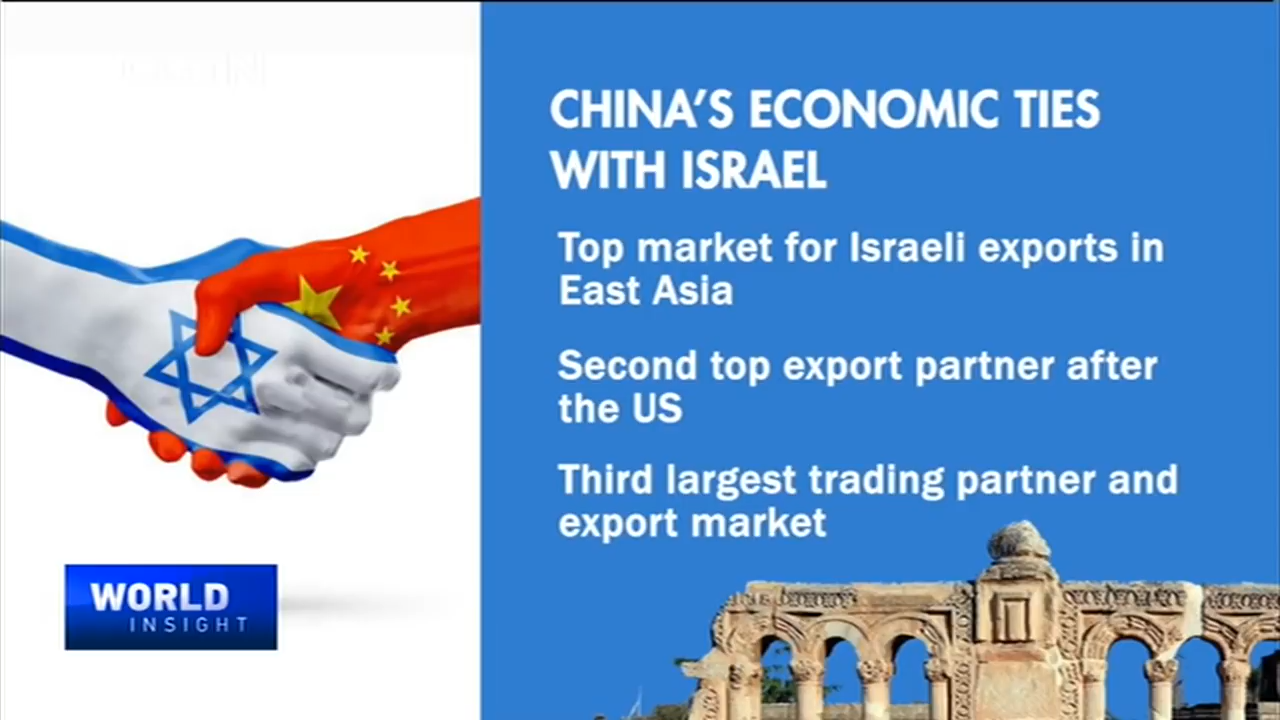 CHINA'S ECONOMIC TIES
WITH ISRAEL
Top market for Israeli exports in
East Asia
Second top export partner after
the US
Third largest trading partner and
export market
WORLD
INSIGHT